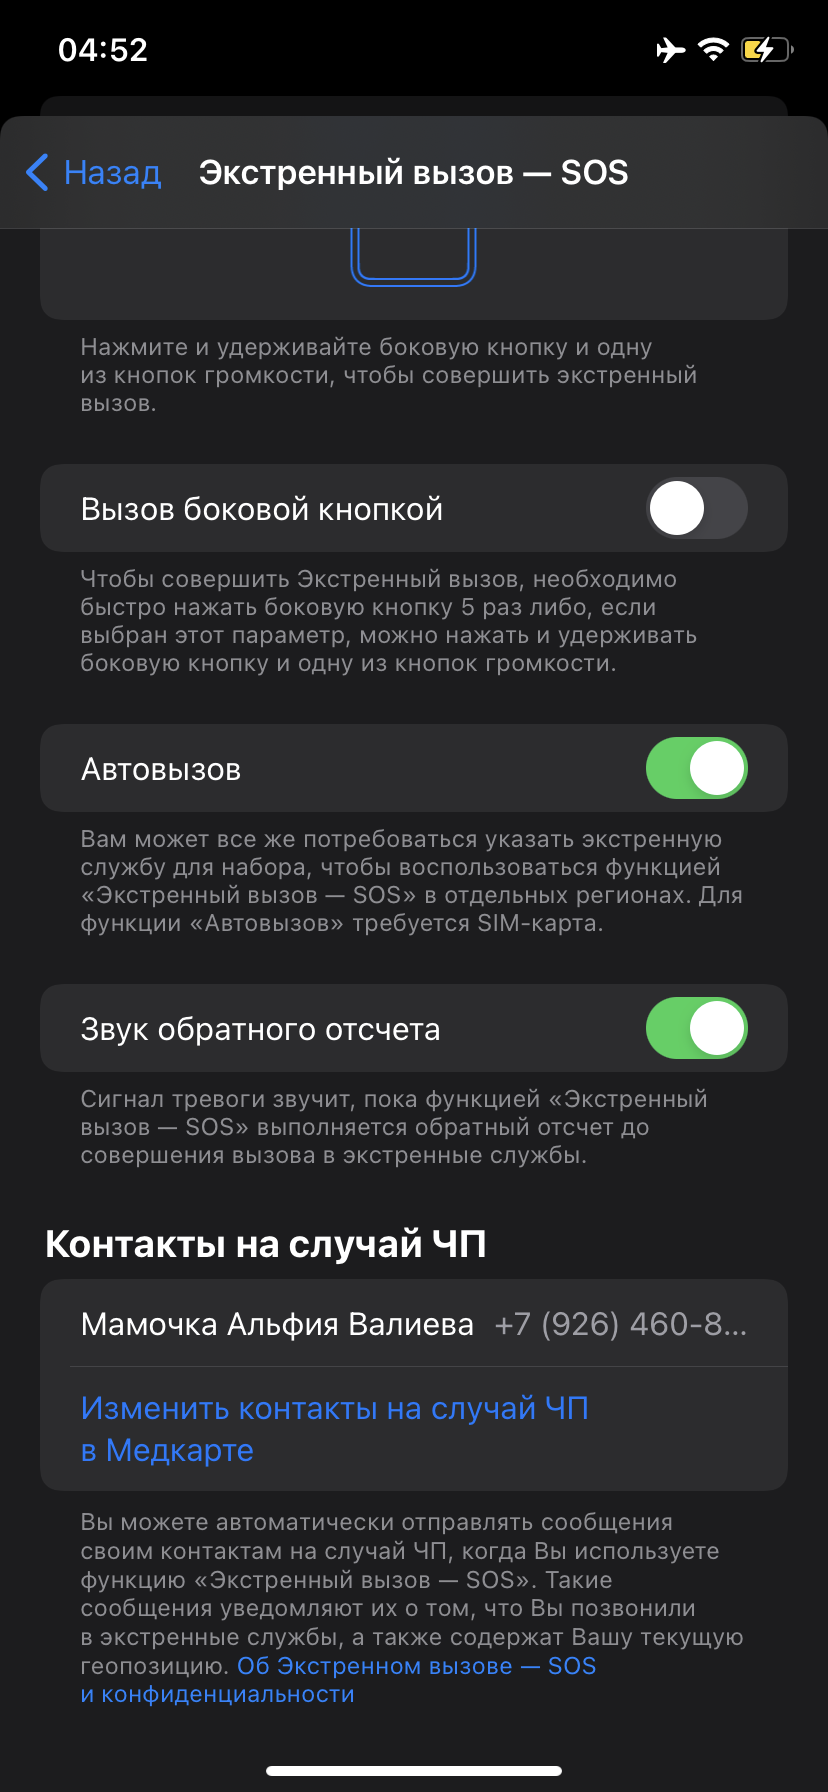 04:52
Назад
Экстренный вызов — SOS
Нажмите и удерживайте боковую кнопку и одну
из кнопок громкости, чтобы совершить экстренный
вызов.
Вызов боковой кнопкой
Чтобы совершить Экстренный вызов, необходимо
быстро нажать боковую кнопку 5 раз либо, если
выбран этот параметр, можно нажать и удерживать
боковую кнопку и одну из кнопок громкости.
Автовызов
Вам может все же потребоваться указать экстренную
службу для набора, чтобы воспользоваться функцией
«Экстренный вызов — SOS» в отдельных регионах. Для
функции «Автовызов» требуется SIM-карта.
Звук обратного отсчета
Сигнал тревоги звучит, пока функцией «Экстренный
вызов — SOS» выполняется обратный отсчет до
совершения вызова в экстренные службы.
Контакты на случай ЧП
Мамочка Альфия Валиева +7 (926) 460-8...
Изменить контакты на случай ЧП
в Медкарте
Вы можете автоматически отправлять сообщения
своим контактам на случай ЧП, когда Вы используете
функцию «Экстренный вызов — SOS». Такие
сообщения уведомляют их о том, что Вы позвонили
в экстренные службы, а также содержат Вашу текущую
геопозицию. Об Экстренном вызове — SOS
и конфиденциальности